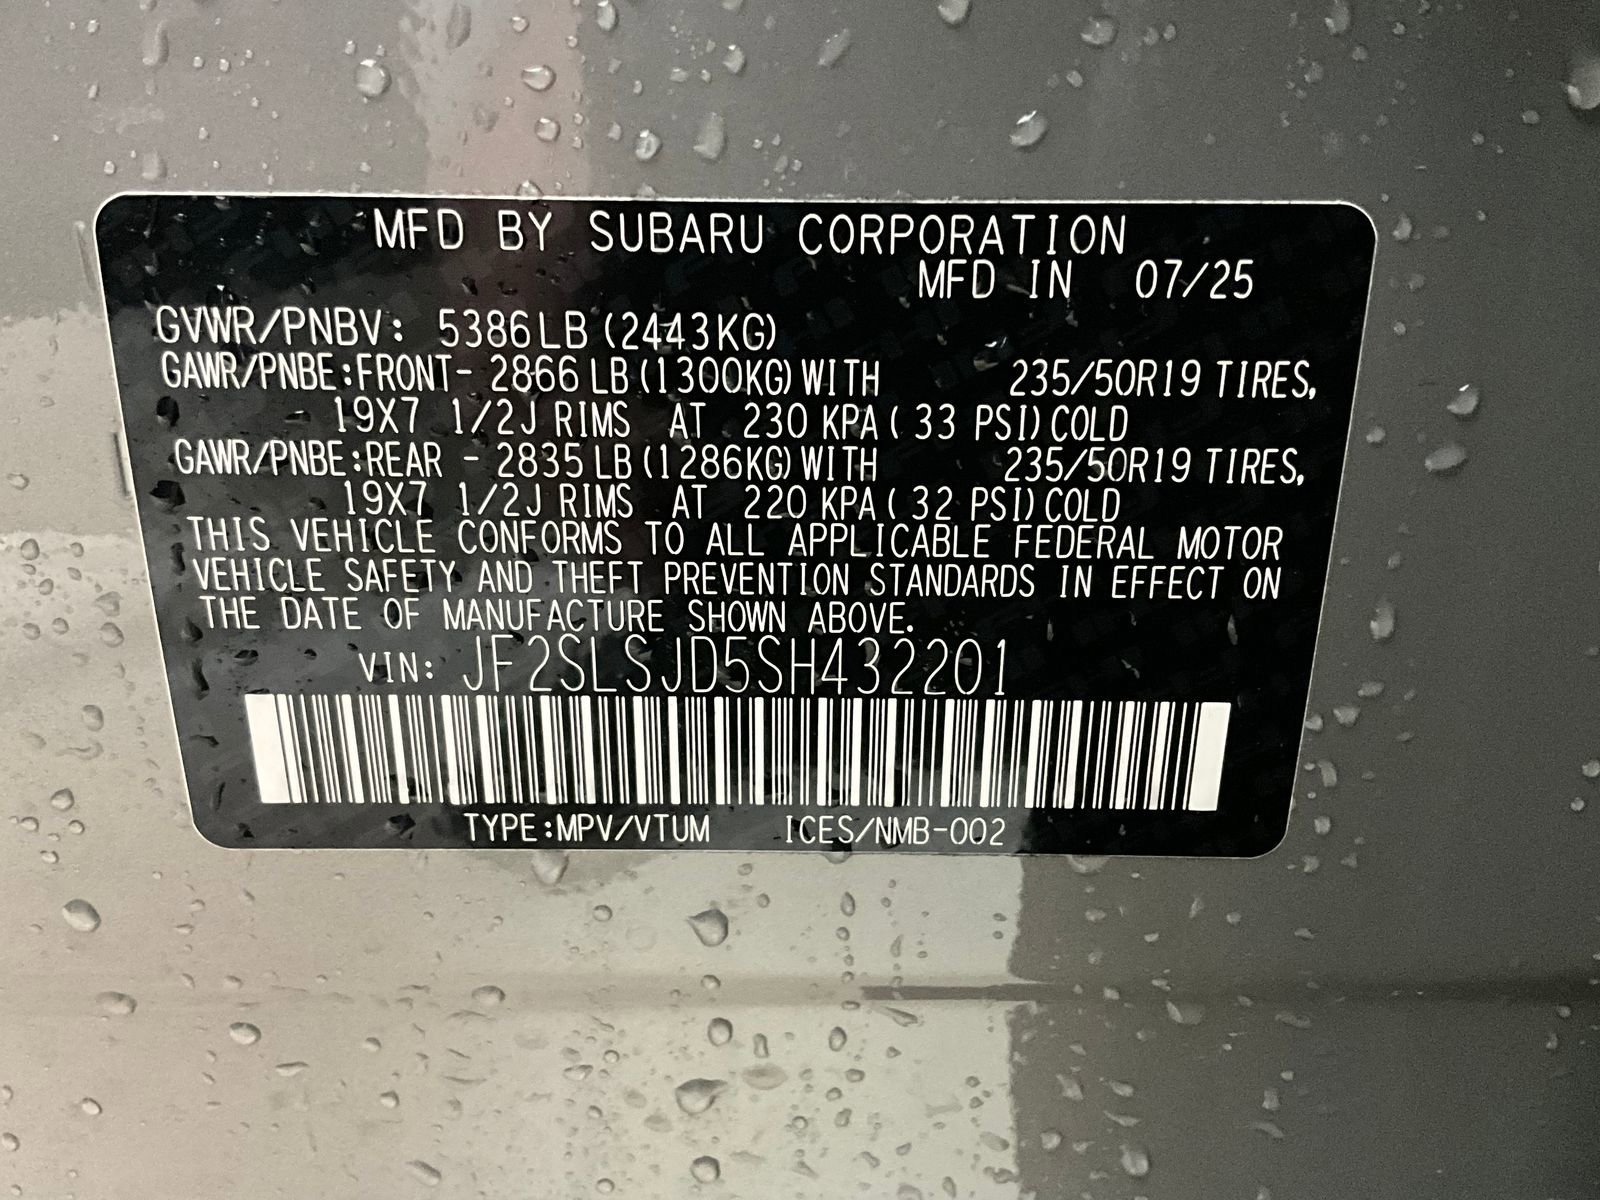 MFD BY SUBARU CORPORATION
MFD IN 07/25
GVWR/PNBV: 5386LB (2443KG)
GAWR/PNBE:FRONT- 2866 LB (1300KG) WITH 235/50R19 TIRES,
19X7 1/2J RIMS AT 230 KPA ( 33 PSI) COLD
GAWR/PNBE:REAR - 2835 LB (1286KG) WITH 235/50R19 TIRES,
19X7 1/2J RIMS AT 220 KPA ( 32 PSI) COLD
THIS VEHICLE CONFORMS TO ALL APPLICABLE FEDERAL MOTOR
VEHICLE SAFETY AND THEFT PREVENTION STANDARDS IN EFFECT ON
THE DATE OF MANUFACTURE SHOWN ABOVE.
VIN: JF2SLSJD5SH432201
TYPE:MPV/VTUM ICES/NMB-002